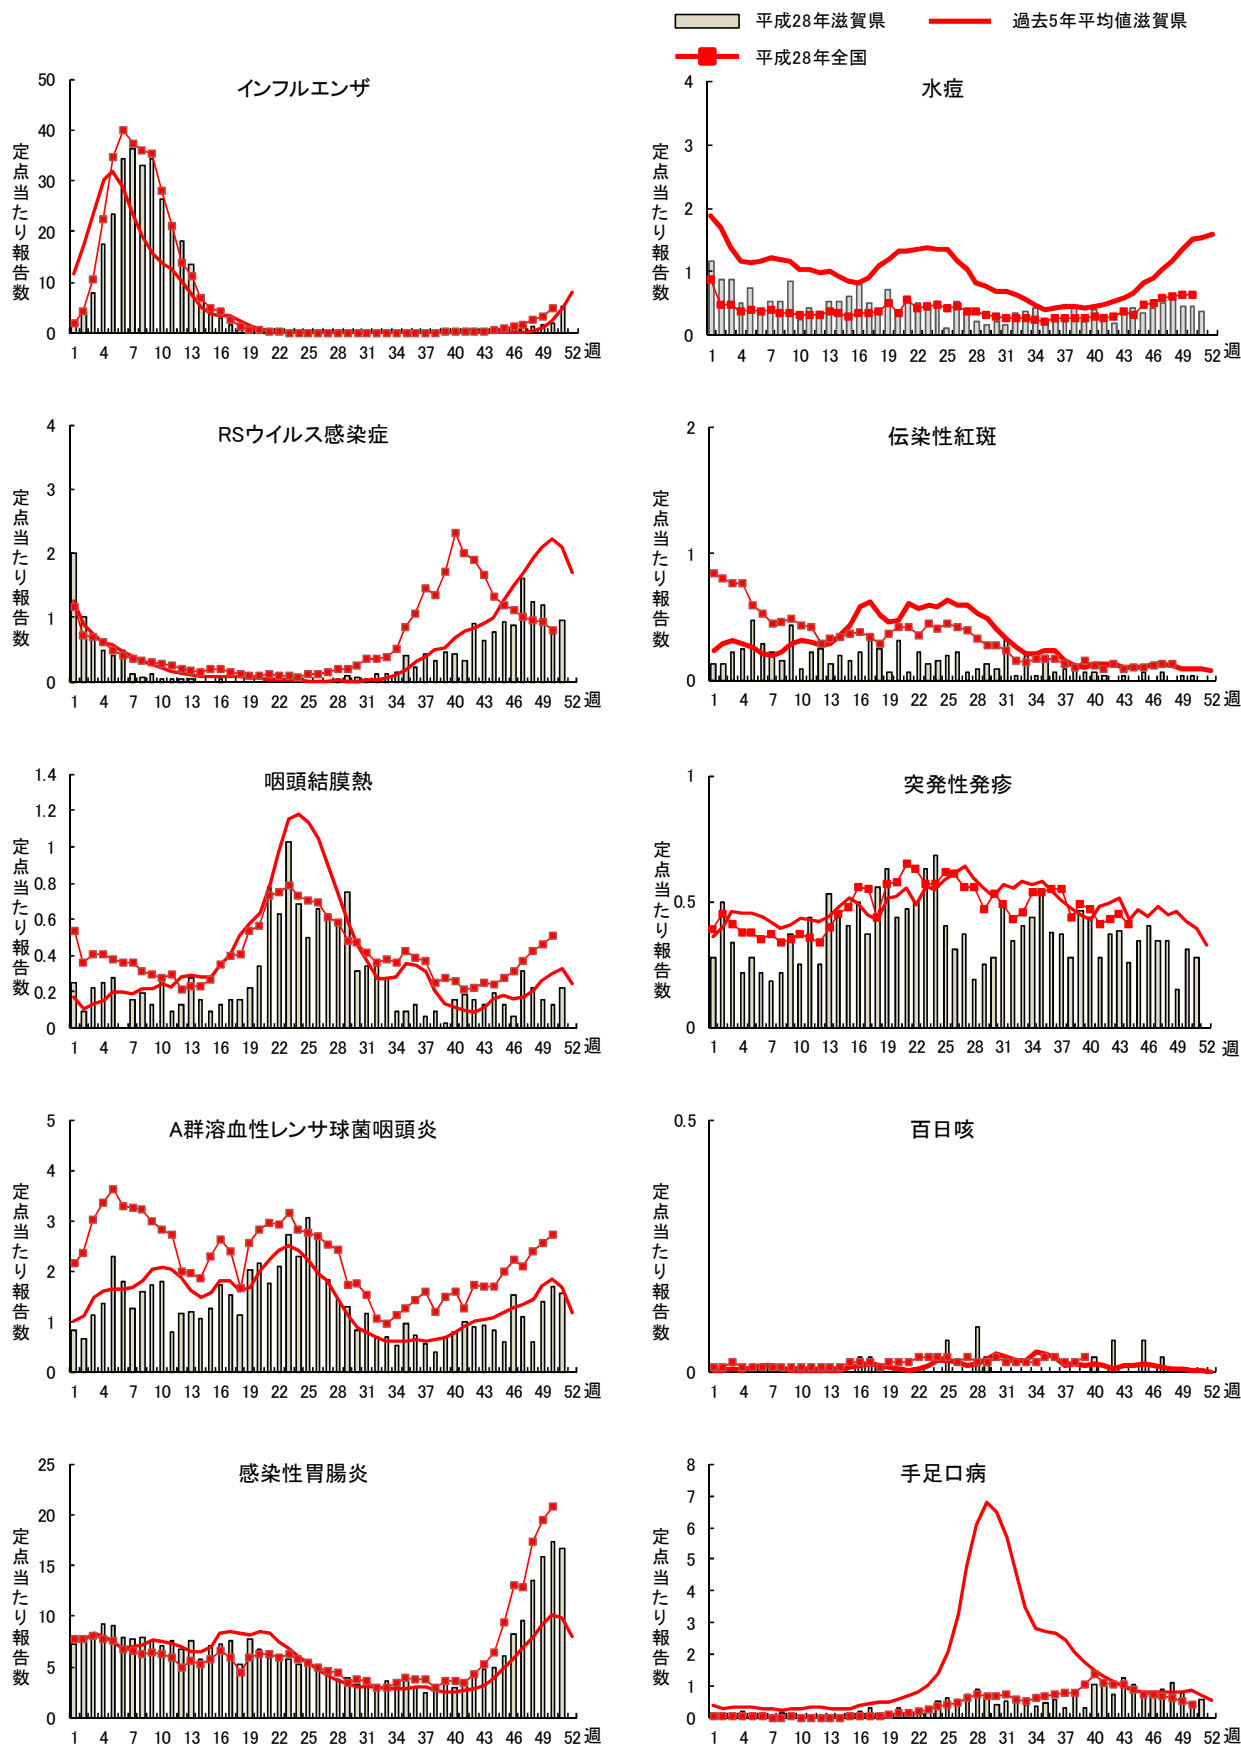 平成28年滋賀県 過去5年平均値滋賀県
平成28年全国
インフルエンザ
定点当たり報告数
50
40
30
20
10
0
1 4 7 10 13 16 19 22 25 28 31 34 37 40 43 46 49 52 週
水痘
定点当たり報告数
4
3
2
1
0
1 4 7 10 13 16 19 22 25 28 31 34 37 40 43 46 49 52 週
RSウイルス感染症
定点当たり報告数
4
3
2
1
0
1 4 7 10 13 16 19 22 25 28 31 34 37 40 43 46 49 52 週
伝染性紅斑
定点当たり報告数
2
1
0
1 4 7 10 13 16 19 22 25 28 31 34 37 40 43 46 49 52 週
咽頭結膜熱
定点当たり報告数
1.4
1.2
1
0.8
0.6
0.4
0.2
0
1 4 7 10 13 16 19 22 25 28 31 34 37 40 43 46 49 52 週
突発性発疹
定点当たり報告数
1
0.5
0
1 4 7 10 13 16 19 22 25 28 31 34 37 40 43 46 49 52 週
A群溶血性レンサ球菌咽頭炎
定点当たり報告数
5
4
3
2
1
0
1 4 7 10 13 16 19 22 25 28 31 34 37 40 43 46 49 52 週
百日咳
定点当たり報告数
0.5
0
1 4 7 10 13 16 19 22 25 28 31 34 37 40 43 46 49 52 週
感染性胃腸炎
定点当たり報告数
25
20
15
10
5
0
1 4 7 10 13 16 19 22 25 28 31 34 37 40 43 46 49 52 週
手足口病
定点当たり報告数
8
7
6
5
4
3
2
1
0
1 4 7 10 13 16 19 22 25 28 31 34 37 40 43 46 49 52 週